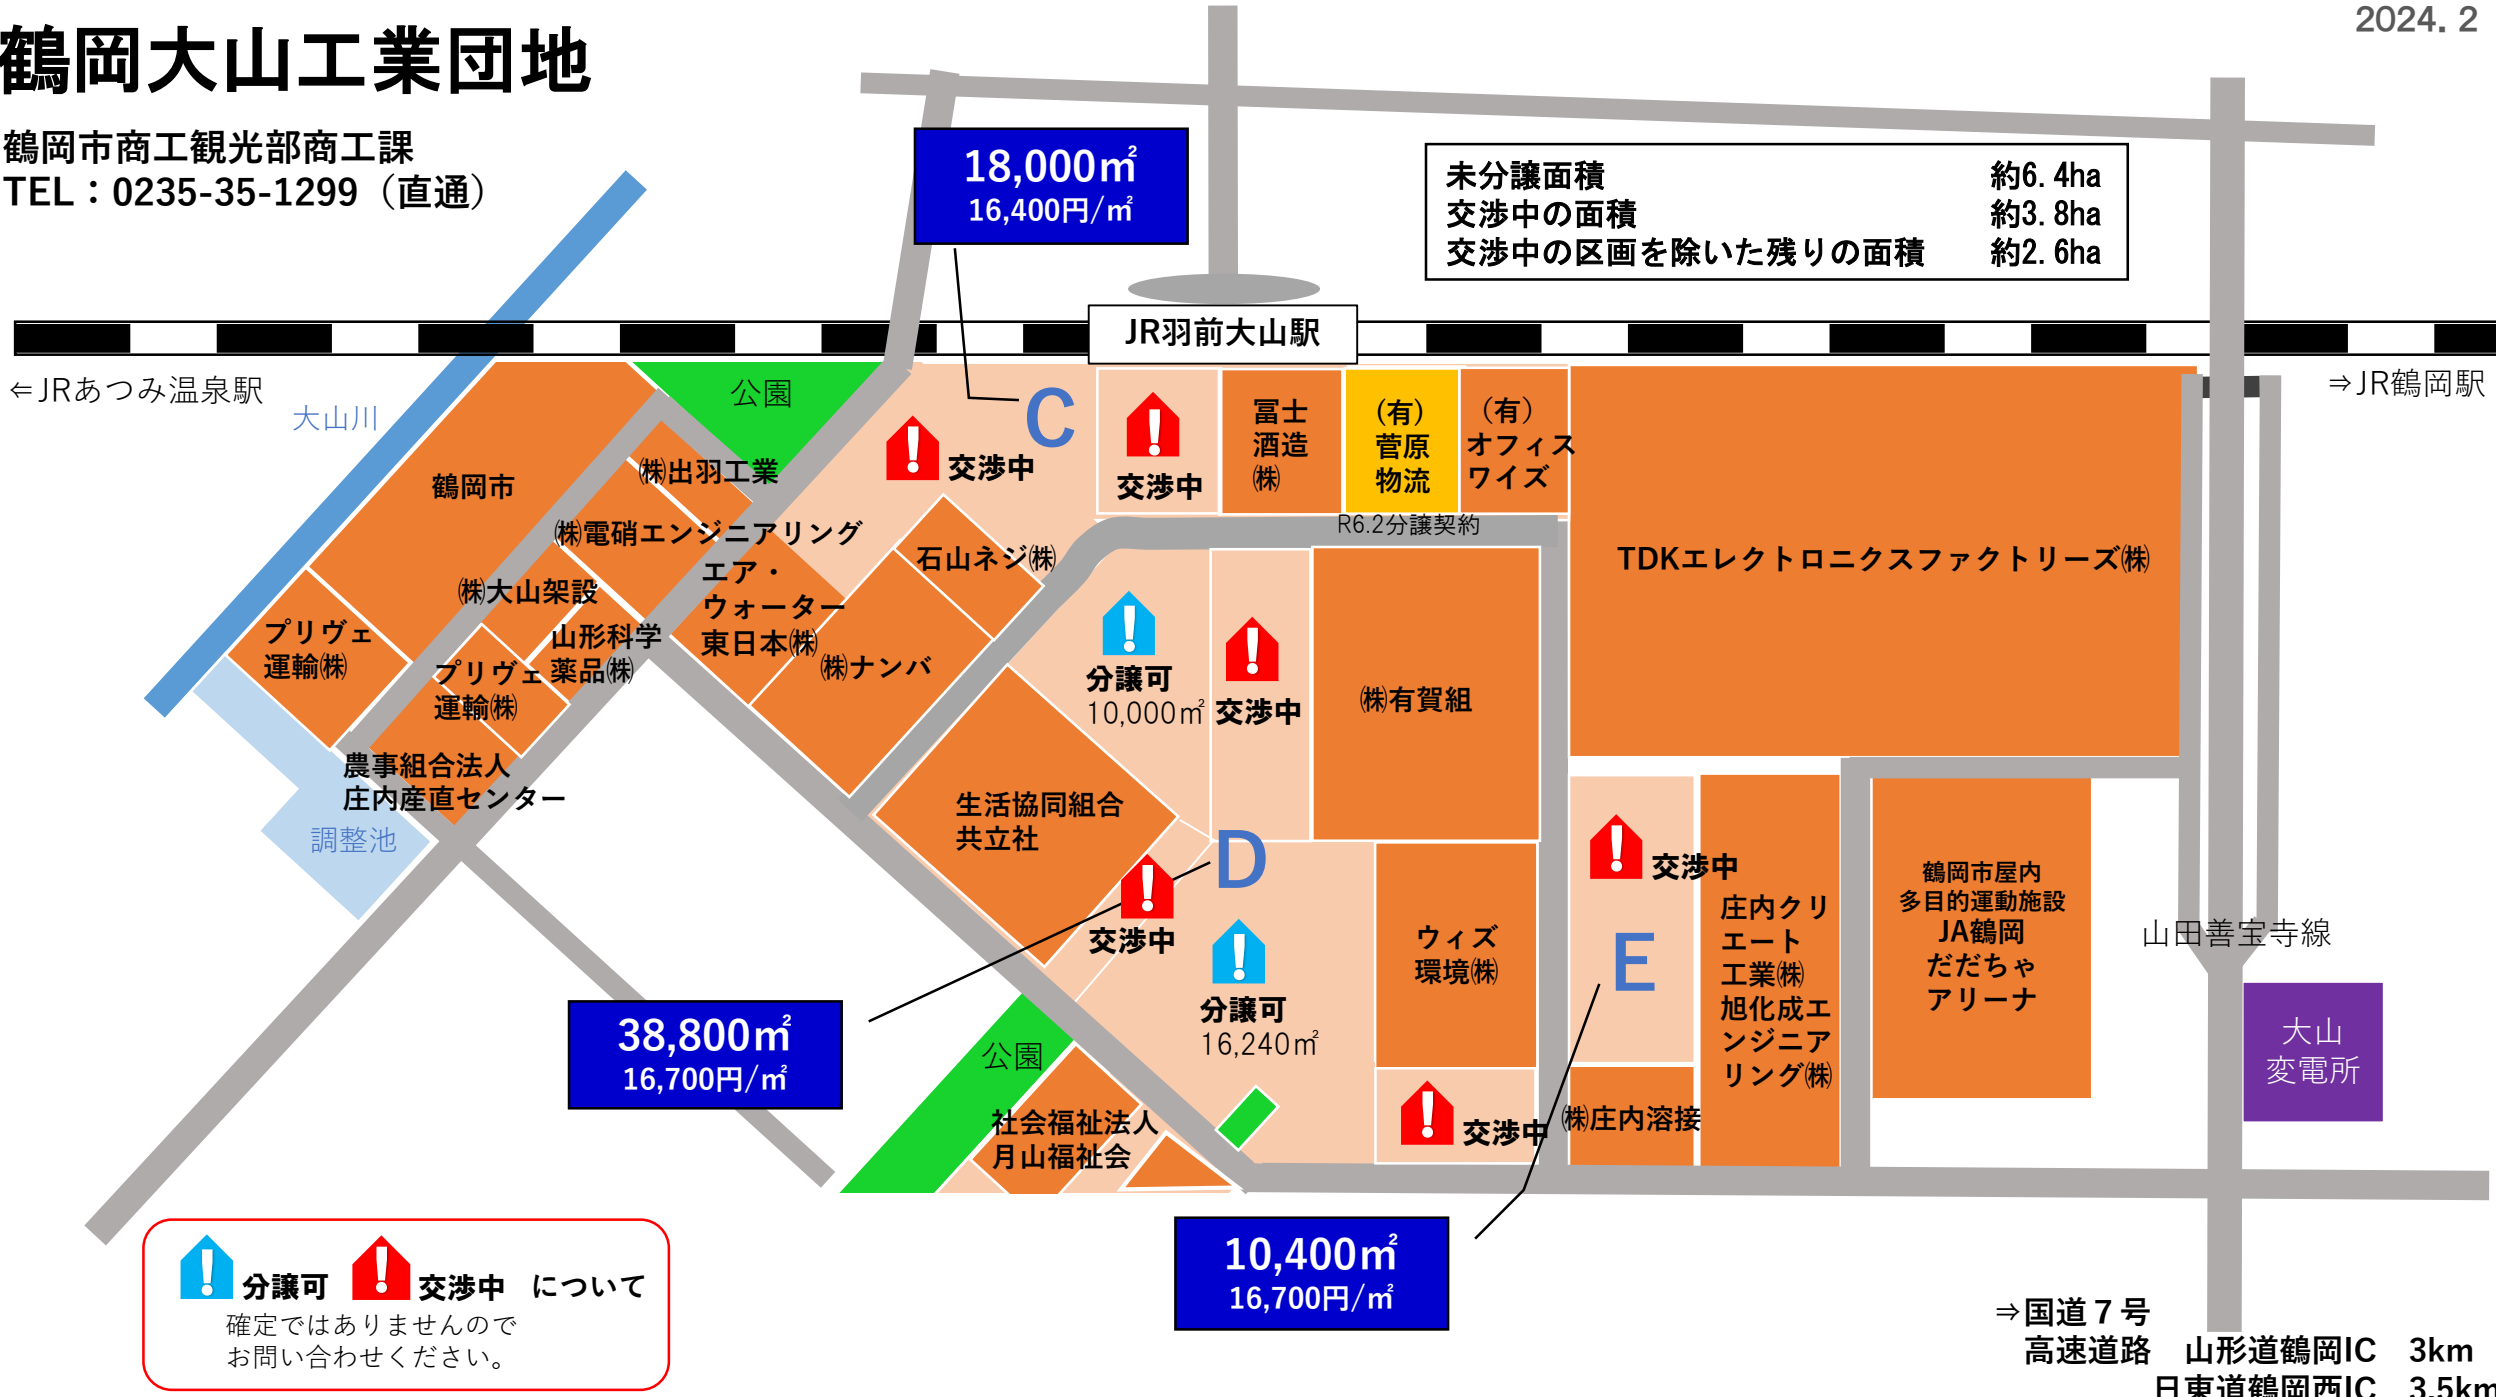 2024. 2
鶴岡大山工業団地
鶴岡市商工観光部商工課
TEL：0235-35-1299（直通）
18,000㎡
16,400円/㎡
未分譲面積 約6.4ha
交渉中の面積 約3.8ha
交渉中の区画を除いた残りの面積 約2.6ha
JR羽前大山駅
⇐JRあつみ温泉駅
⇒JR鶴岡駅
大山川
公園
C
交渉中
交渉中
冨士
酒造
㈱
(有)
菅原
物流
（有）
オフィス
ワイズ
R6.2分譲契約
鶴岡市
㈱出羽工業
㈱電硝エンジニアリング
㈱大山架設
山形科学
薬品㈱
プリヴェ
運輸㈱
プリヴェ
運輸㈱
農事組合法人
庄内産直センター
調整池
エア・
ウォーター
東日本㈱
㈱ナンバ
石山ネジ㈱
TDKエレクトロニクスファクトリーズ㈱
分譲可
10,000㎡
交渉中
㈱有賀組
生活協同組合
共立社
D
交渉中
分譲可
16,240㎡
ウィズ
環境㈱
交渉中
E
交渉中
㈱庄内溶接
庄内クリ
エート
工業㈱
旭化成エ
ンジニア
リング㈱
鶴岡市屋内
多目的運動施設
JA鶴岡
だだちゃ
アリーナ
山田善宝寺線
大山
変電所
38,800㎡
16,700円/㎡
公園
社会福祉法人
月山福祉会
10,400㎡
16,700円/㎡
分譲可 交渉中 について
確定ではありませんので
お問い合わせください。
⇒国道７号
高速道路 山形道鶴岡IC 3km
日東道鶴岡西IC 3.5km